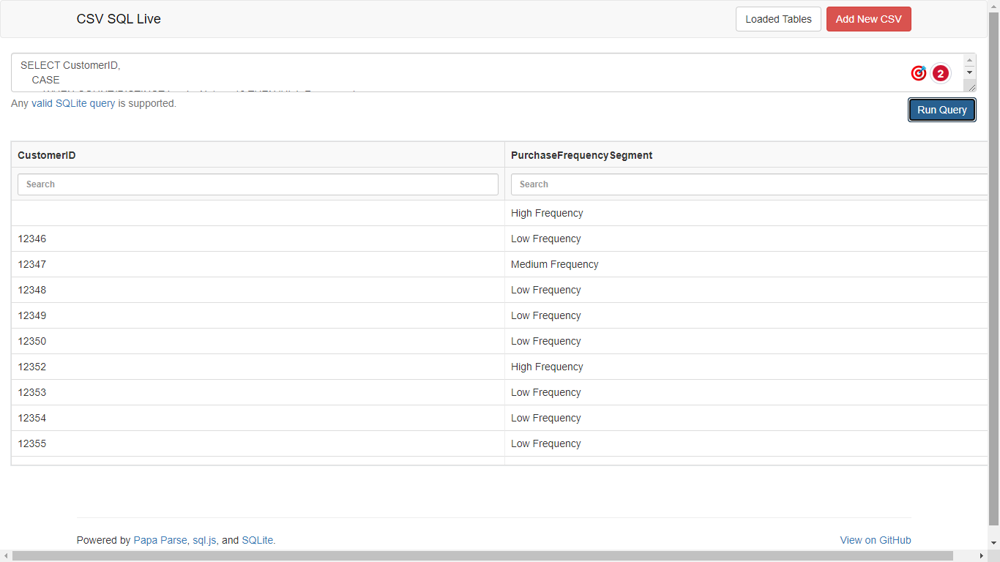 CSV SQL Live
Loaded Tables
Add New CSV
SELECT CustomerID,
CASE
2
Any valid SQLite query is supported.
Run Query
CustomerID PurchaseFrequencySegment
Search Search
High Frequency
12346 Low Frequency
12347 Medium Frequency
12348 Low Frequency
12349 Low Frequency
12350 Low Frequency
12352 High Frequency
12353 Low Frequency
12354 Low Frequency
12355 Low Frequency
Powered by Papa Parse, sql.js, and SQLite.
View on GitHub